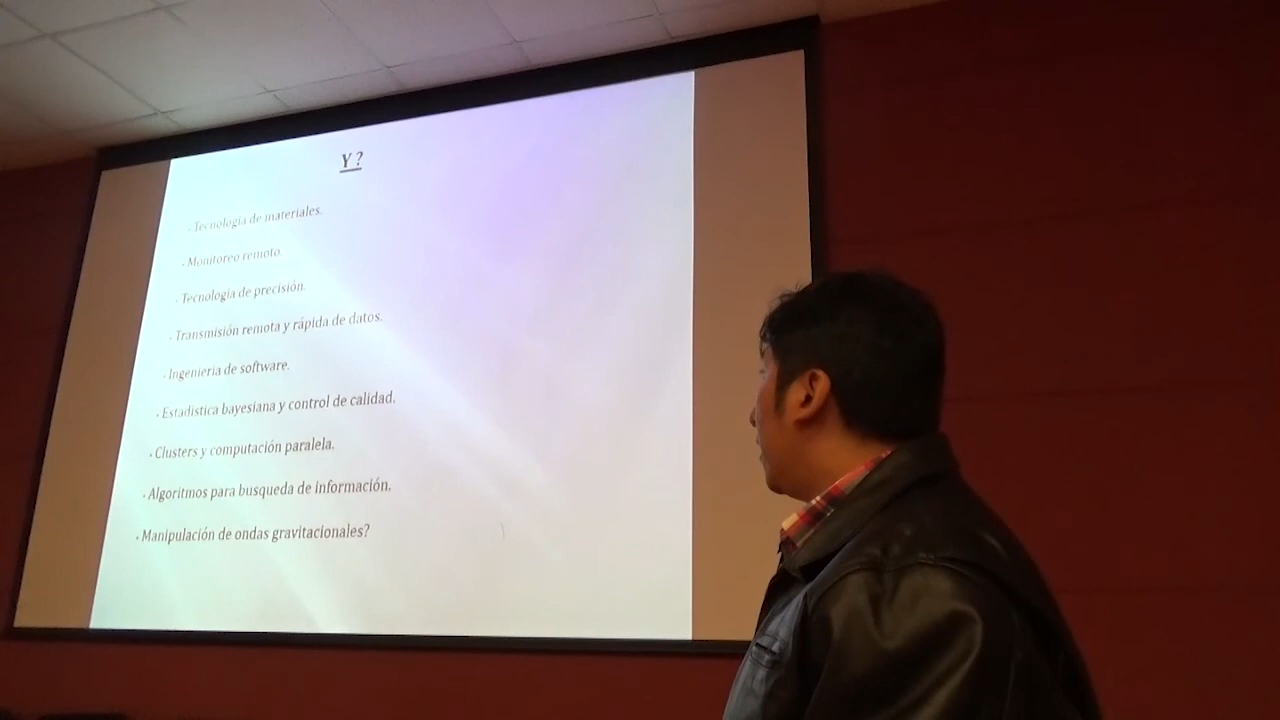 Y ?
- Tecnología de materiales.
- Monitoreo remoto.
- Tecnología de precisión.
- Transmisión remota y rápida de datos.
- Ingeniería de software.
- Estadística bayesiana y control de calidad.
- Clusters y computación paralela.
- Algoritmos para busqueda de información.
- Manipulación de ondas gravitacionales?